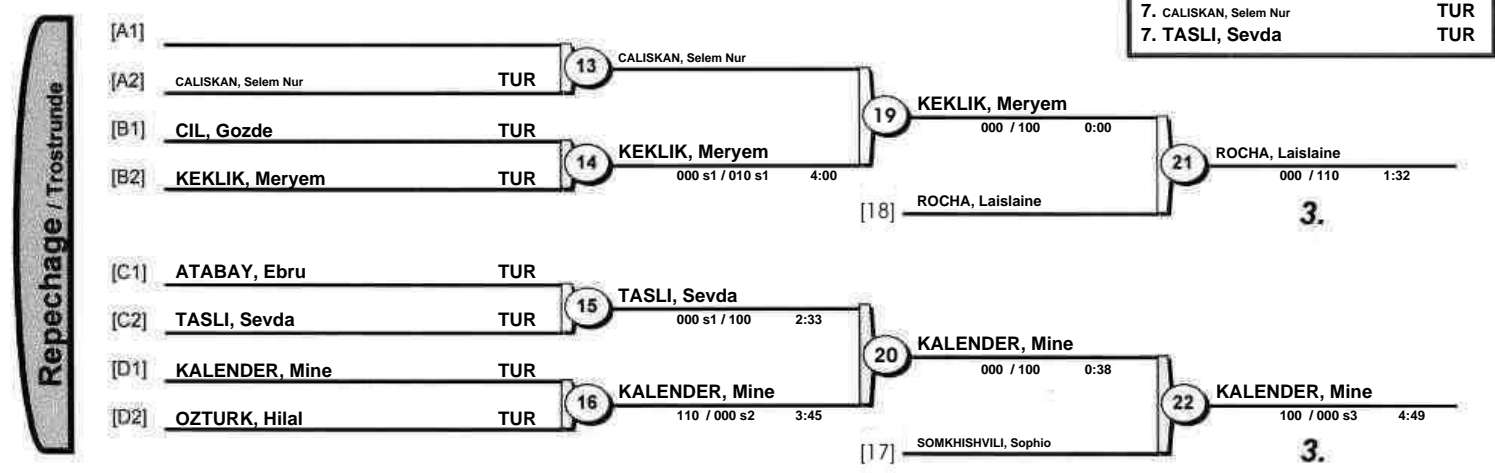 7. CALISKAN, Selem Nur TUR
7. TASLI, Sevda TUR
Repechage / Trostrunde
[A1]
[A2] CALISKAN, Selem Nur TUR
13 CALISKAN, Selem Nur
[B1] CIL, Gozde TUR
[B2] KEKLIK, Meryem TUR
14 KEKLIK, Meryem
000 s1 / 010 s1 4:00
19 KEKLIK, Meryem
000 / 100 0:00
[18] ROCHA, Laislaine
21 ROCHA, Laislaine
000 / 110 1:32
3.
[C1] ATABAY, Ebru TUR
[C2] TASLI, Sevda TUR
15 TASLI, Sevda
000 s1 / 100 2:33
[D1] KALENDER, Mine TUR
[D2] OZTURK, Hilal TUR
16 KALENDER, Mine
110 / 000 s2 3:45
20 KALENDER, Mine
000 / 100 0:38
[17] SOMKHISHVILI, Sophio
22 KALENDER, Mine
100 / 000 s3 4:49
3.